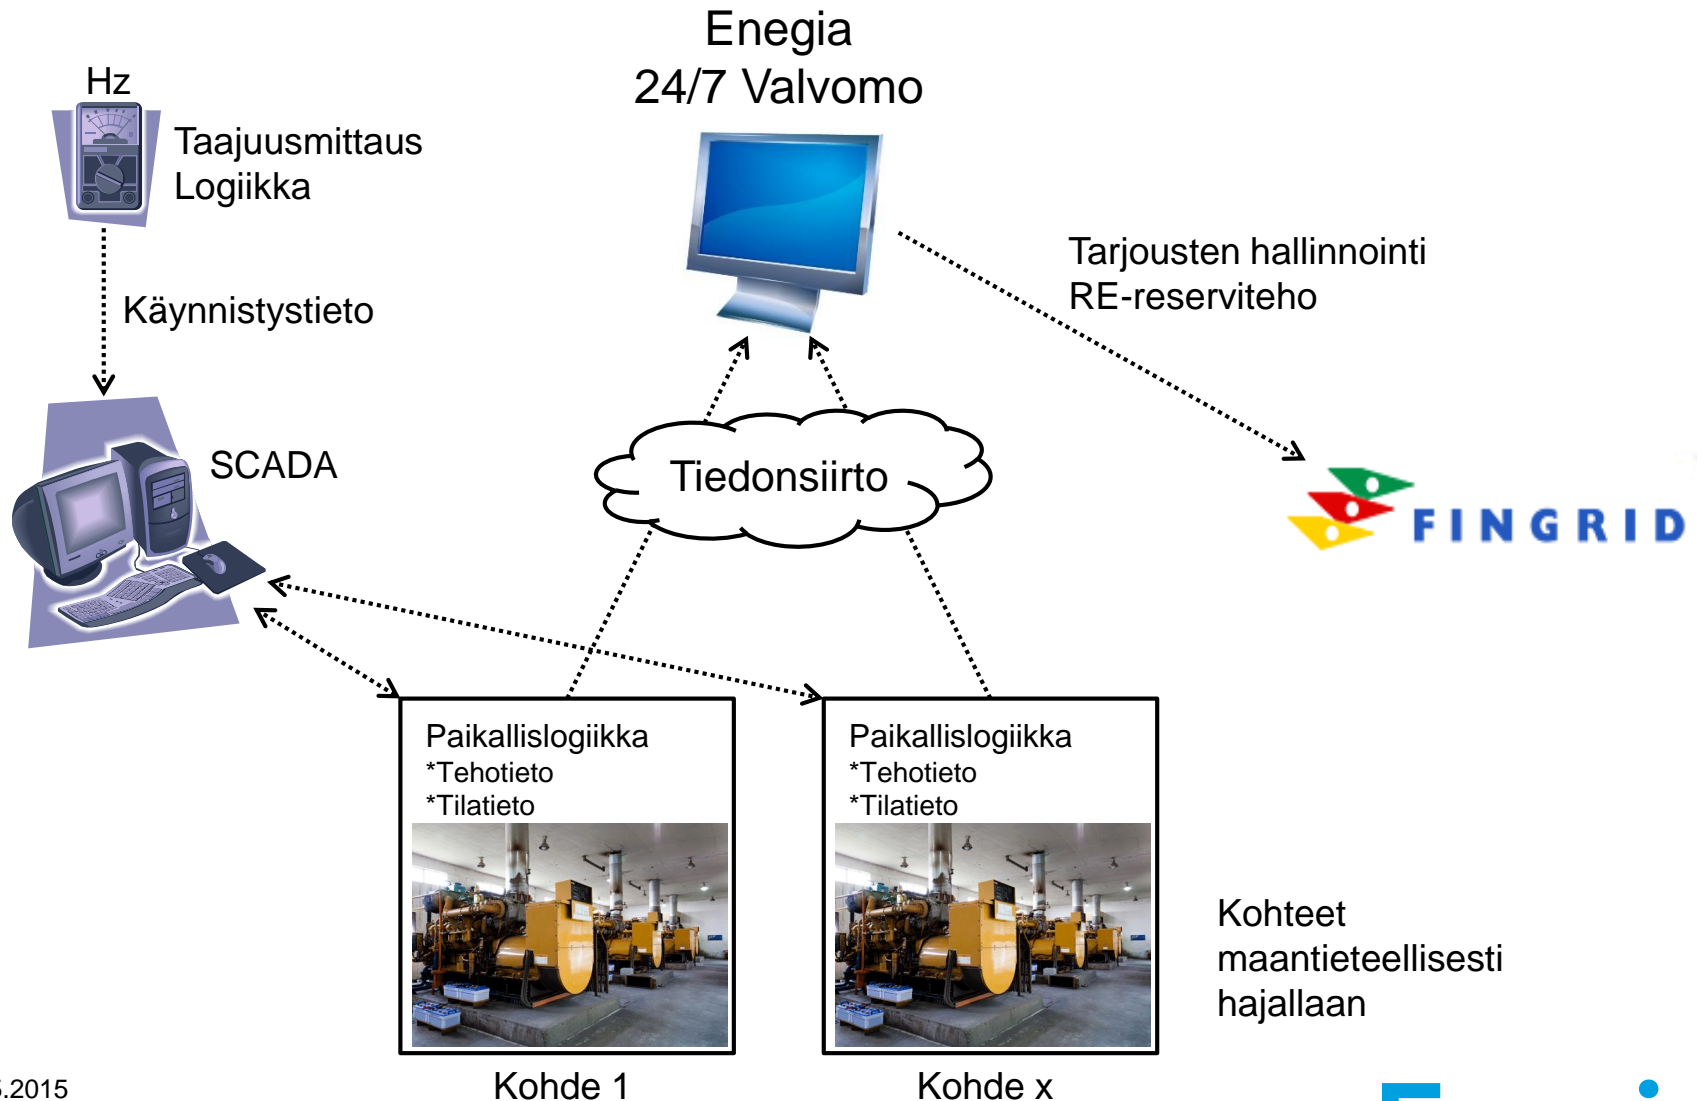 Enegia
24/7 Valvomo
Hz
Taajuusmittaus
Logiikka
Tarjousten hallinnointi
RE-reserviteho
Käynnistystieto
SCADA
Tiedonsiirto
FINGRID
Paikallislogiikka
*Tehotieto
*Tilatieto
Paikallislogiikka
*Tehotieto
*Tilatieto
Kohteet
maantieteellisesti
hajallaan
Kohde 1
Kohde x
.2015